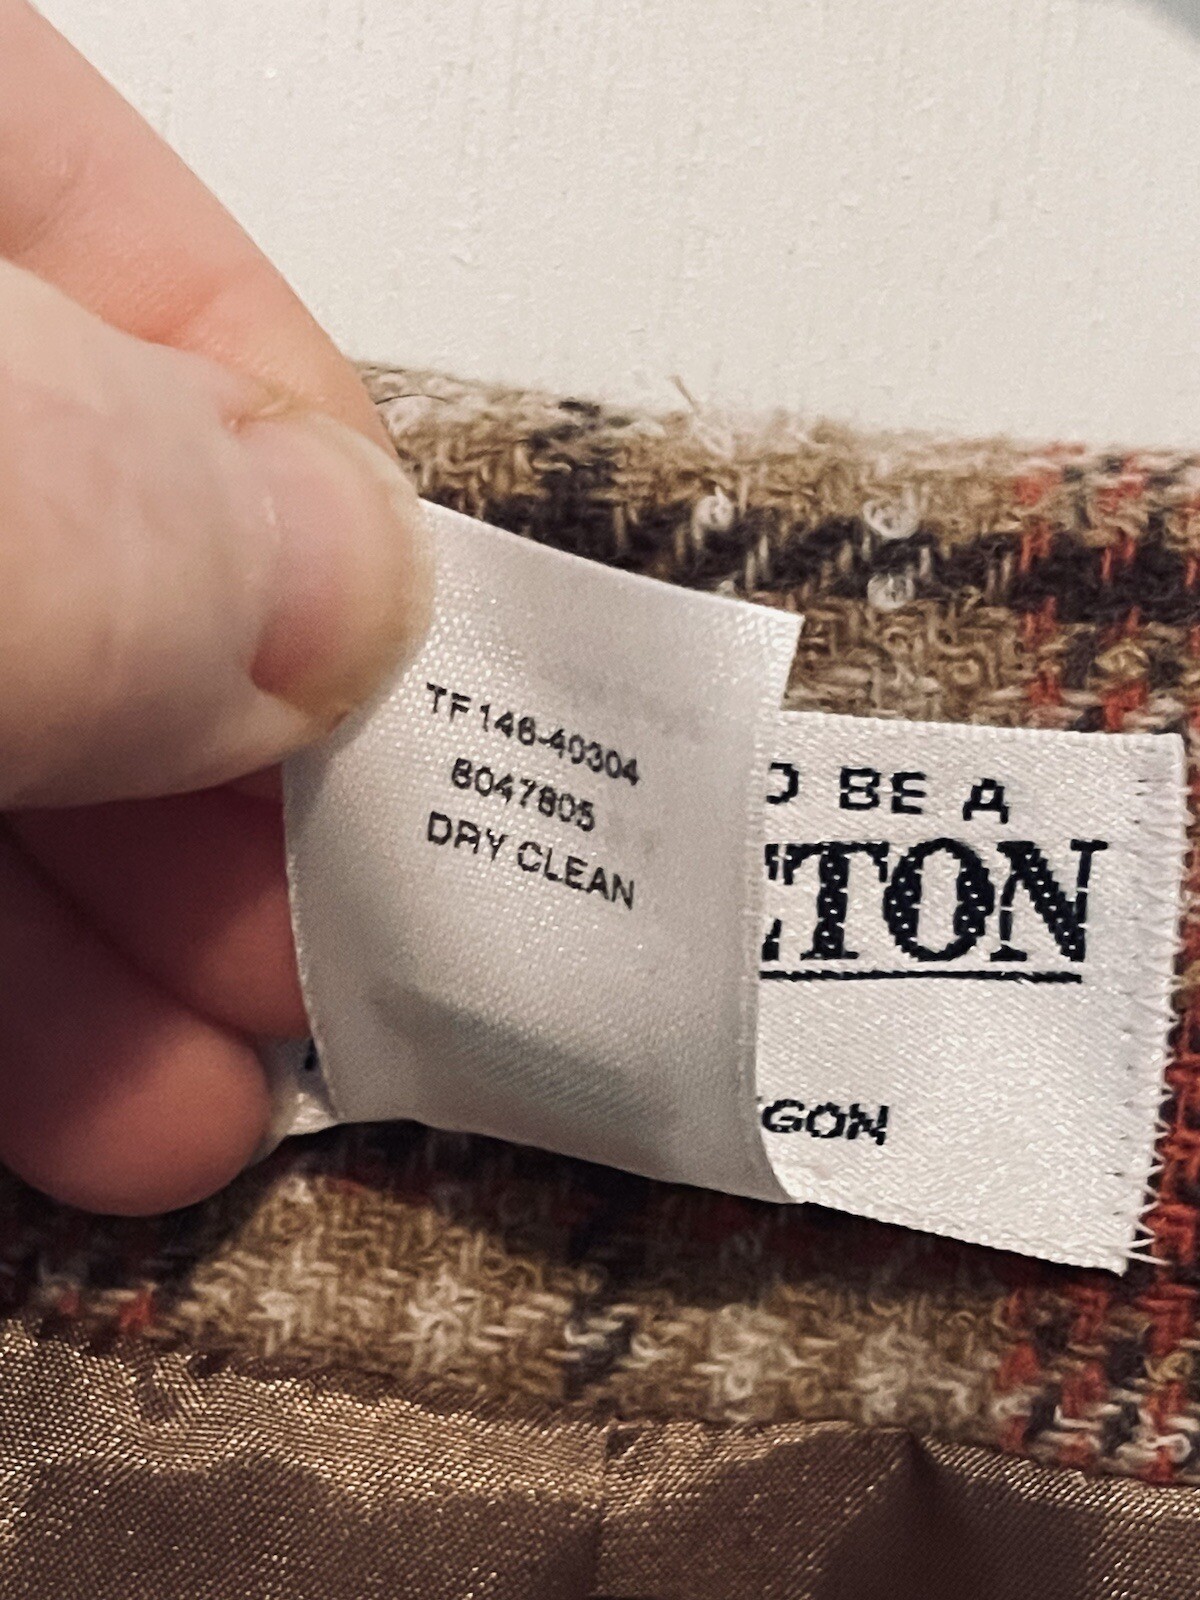 TF146-40304
8047805
DRY CLEAN
BE A
TON
GON